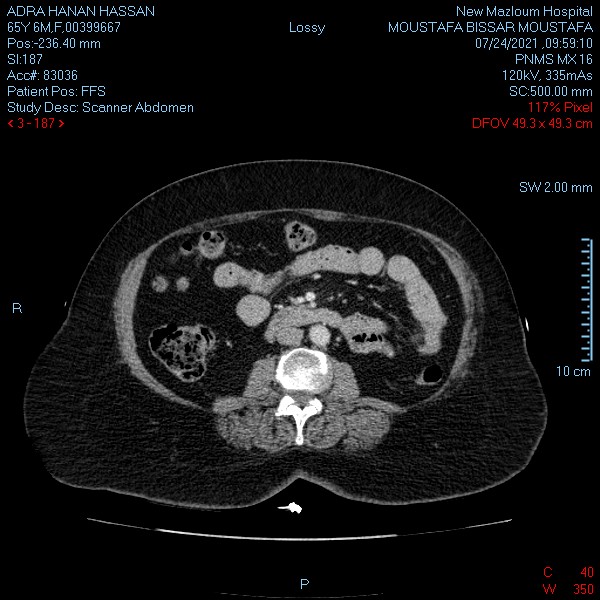 ADRA HANAN HASSAN
65Y 6M,F,00399667
Pos:-236.40 mm
SI:187
Acc#: 83036
Patient Pos: FFS
Study Desc: Scanner Abdomen
< 3 - 187 >
Lossy
New Mazloum Hospital
MOUSTAFA BISSAR MOUSTAFA
07/24/2021 ,09:59:10
PNMS MX 16
120kV, 335mAs
SC:500.00 mm
117% Pixel
DFOV 49.3 x 49.3 cm
SW 2.00 mm
R
10 cm
P
C 40
W 350